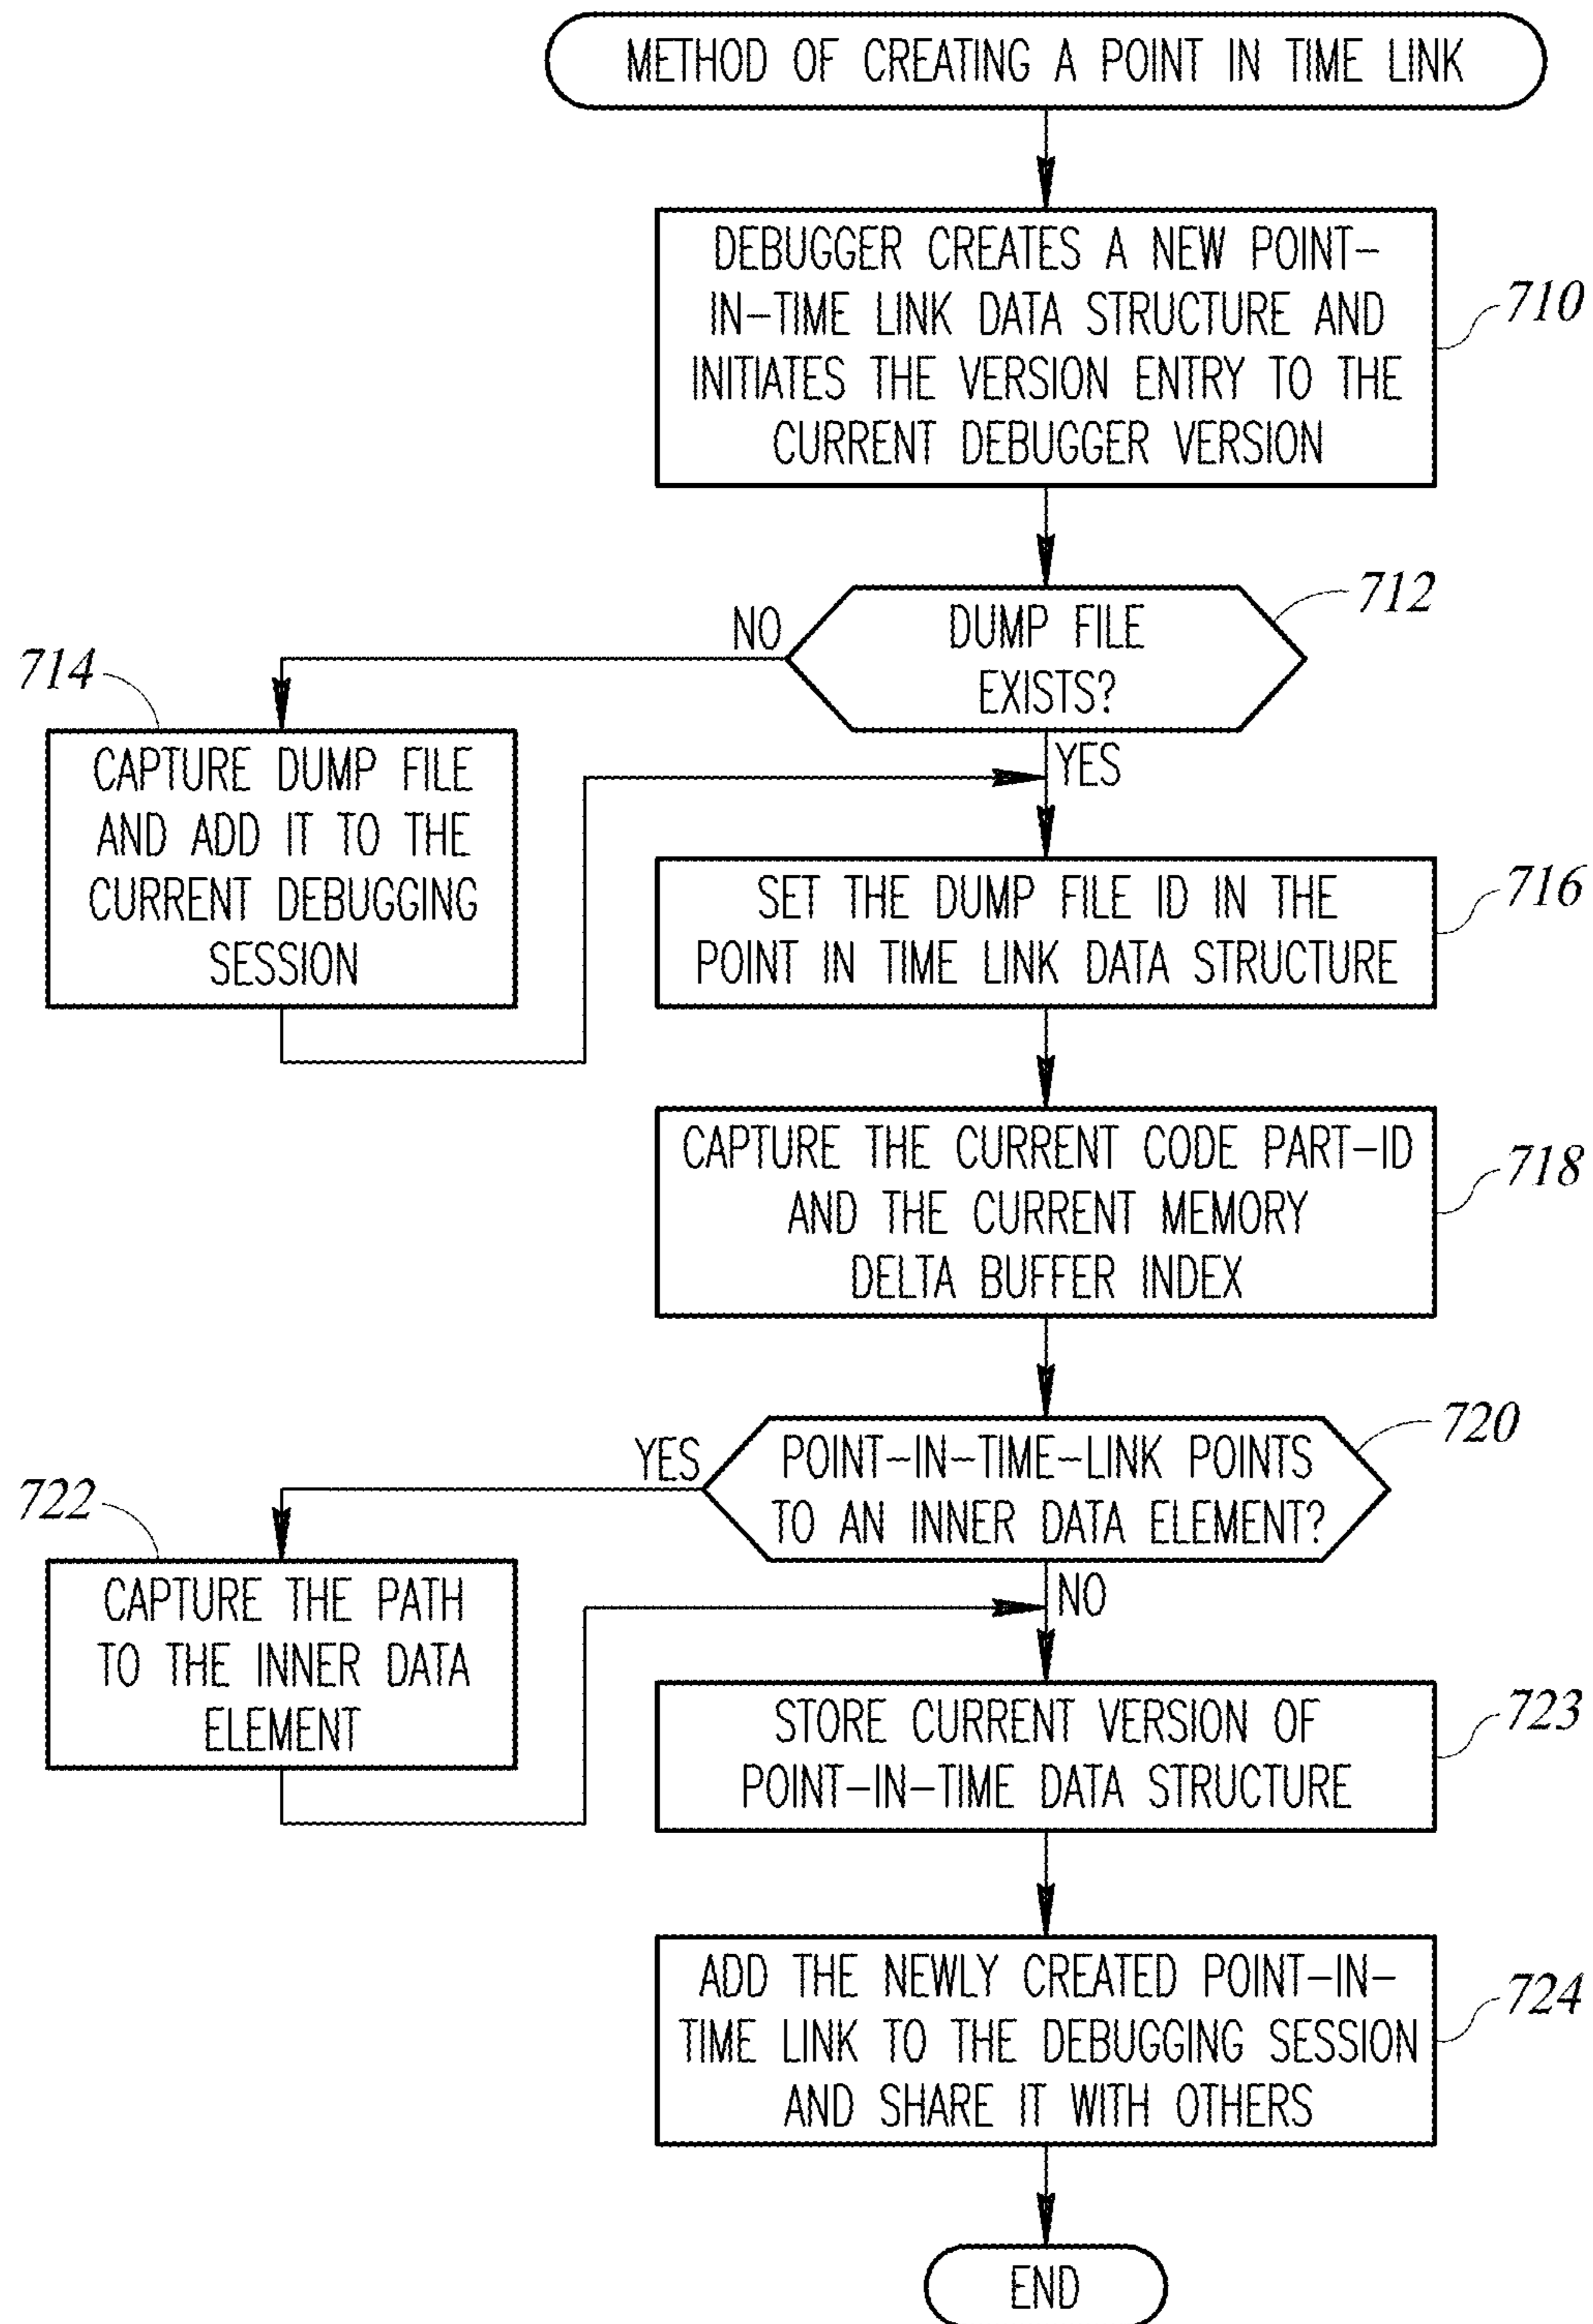 METHOD OF CREATING A POINT IN TIME LINK
DEBUGGER CREATES A NEW POINT-
IN-TIME LINK DATA STRUCTURE AND
INITIATES THE VERSION ENTRY TO THE
CURRENT DEBUGGER VERSION
710
DUMP FILE
EXISTS?
712
NO
YES
714
CAPTURE DUMP FILE
AND ADD IT TO THE
CURRENT DEBUGGING
SESSION
SET THE DUMP FILE ID IN THE
POINT IN TIME LINK DATA STRUCTURE
716
CAPTURE THE CURRENT CODE PART-ID
AND THE CURRENT MEMORY
DELTA BUFFER INDEX
718
POINT-IN-TIME-LINK POINTS
TO AN INNER DATA ELEMENT?
720
YES
NO
722
CAPTURE THE PATH
TO THE INNER DATA
ELEMENT
STORE CURRENT VERSION OF
POINT-IN-TIME DATA STRUCTURE
723
ADD THE NEWLY CREATED POINT-IN-
TIME LINK TO THE DEBUGGING SESSION
AND SHARE IT WITH OTHERS
724
END